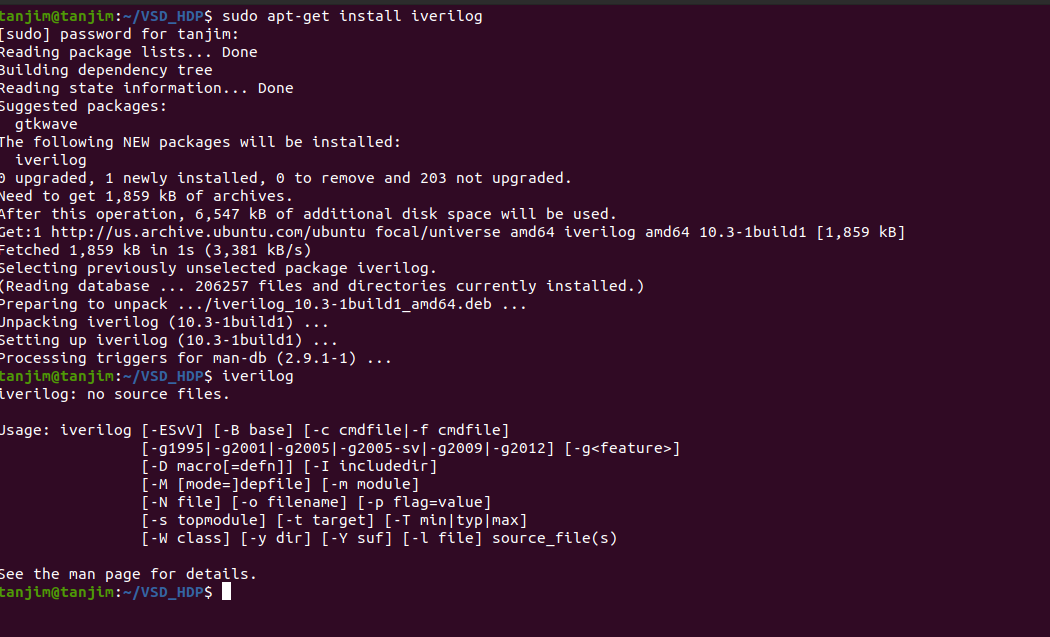 tanjim@tanjim:~/VSD_HDP$ sudo apt-get install iverilog
[sudo] password for tanjim:
Reading package lists... Done
Building dependency tree
Reading state information... Done
Suggested packages:
  gtkwave
The following NEW packages will be installed:
  iverilog
0 upgraded, 1 newly installed, 0 to remove and 203 not upgraded.
Need to get 1,859 kB of archives.
After this operation, 6,547 kB of additional disk space will be used.
Get:1 http://us.archive.ubuntu.com/ubuntu focal/universe amd64 iverilog amd64 10.3-1build1 [1,859 kB]
Fetched 1,859 kB in 1s (3,381 kB/s)
Selecting previously unselected package iverilog.
(Reading database ... 206257 files and directories currently installed.)
Preparing to unpack .../iverilog_10.3-1build1_amd64.deb ...
Unpacking iverilog (10.3-1build1) ...
Setting up iverilog (10.3-1build1) ...
Processing triggers for man-db (2.9.1-1) ...
tanjim@tanjim:~/VSD_HDP$ iverilog
iverilog: no source files.

Usage: iverilog [-ESvV] [-B base] [-c cmdfile|-f cmdfile]
                [-g1995|-g2001|-g2005|-g2005-sv|-g2009|-g2012] [-g<feature>]
                [-D macro[=defn]] [-I includedir]
                [-M [mode=]depfile] [-m module]
                [-N file] [-o filename] [-p flag=value]
                [-s topmodule] [-t target] [-T min|typ|max]
                [-W class] [-y dir] [-Y suf] [-l file] source_file(s)

See the man page for details.
tanjim@tanjim:~/VSD_HDP$